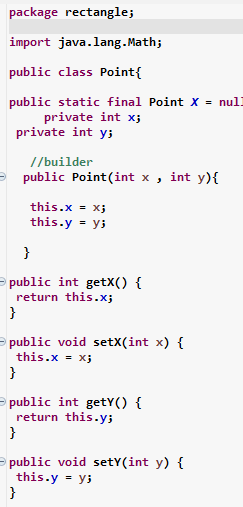 package rectangle;
import java.lang.Math;
public class Point{
public static final Point X = null
private int x;
private int y;
//builder
public Point(int x , int y){
this.x = x;
this.y = y;
}
public int getX() {
return this.x;
}
public void setX(int x) {
this.x = x;
}
public int getY() {
return this.y;
}
public void setY(int y) {
this.y = y;
}